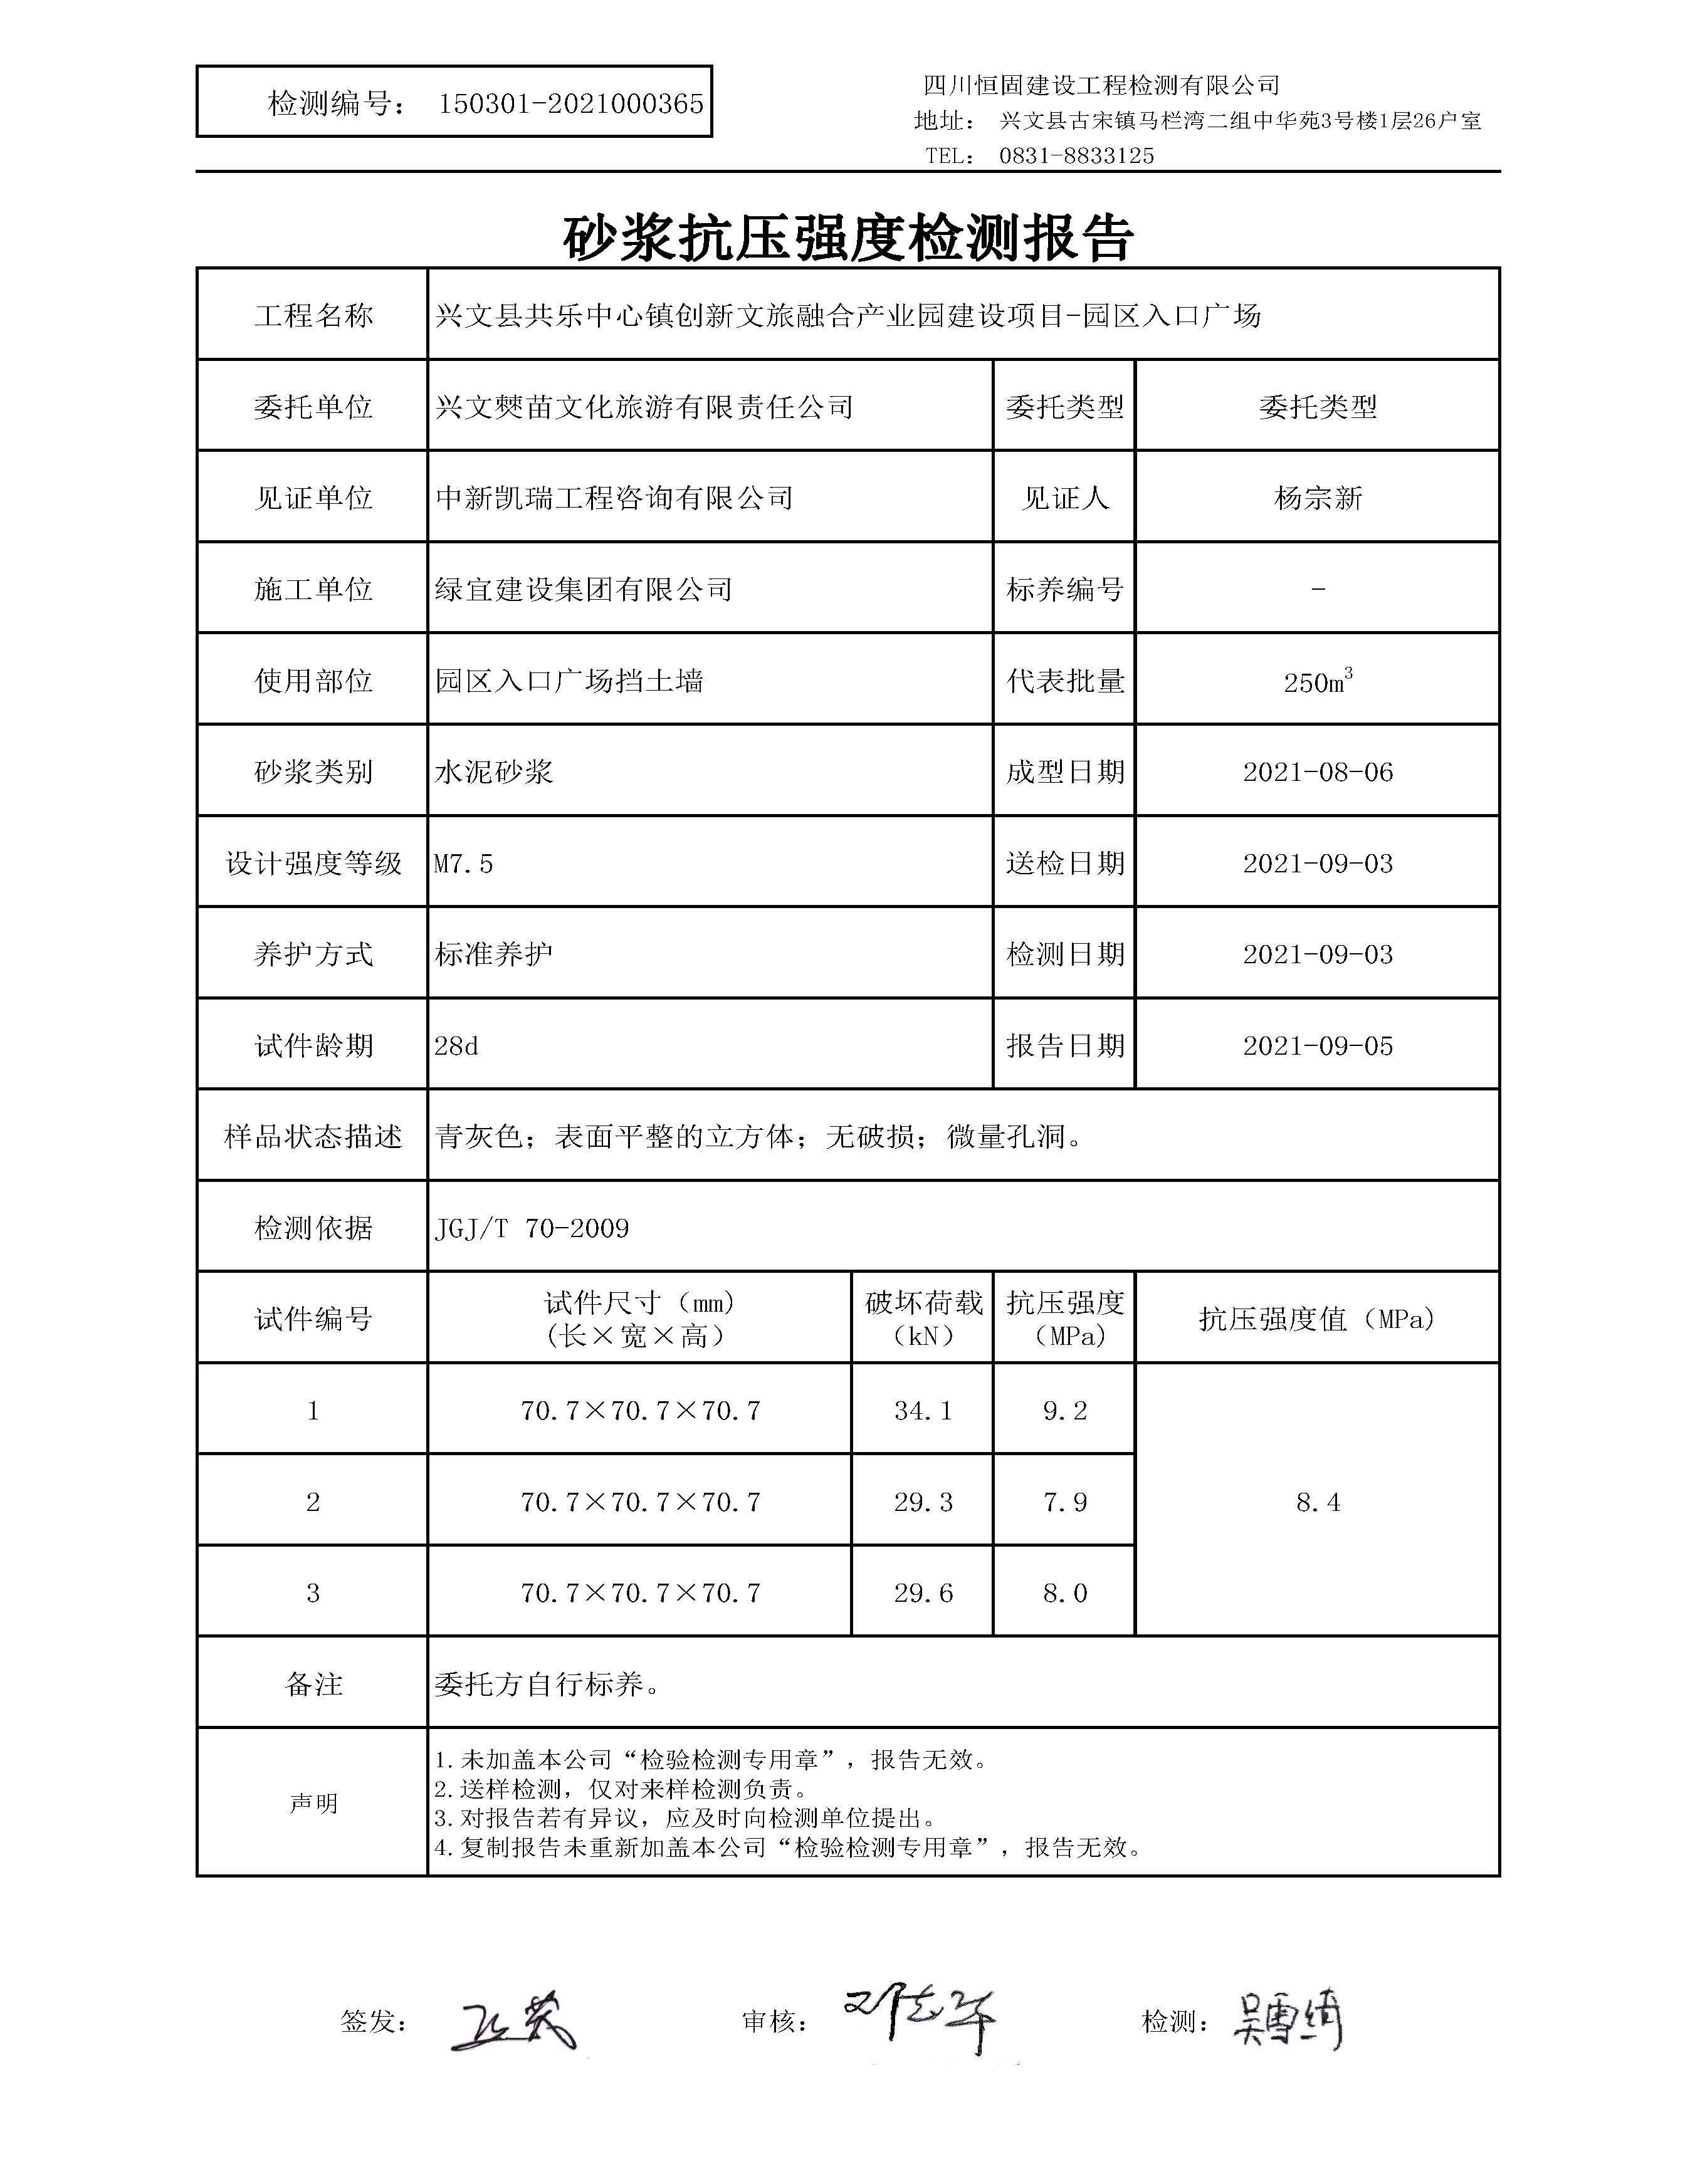 检测编号： 150301-2021000365
四川恒固建设工程检测有限公司
地址： 兴文县古宋镇马栏湾二组中华苑3号楼1层26户室
TEL： 0831-8833125
砂浆抗压强度检测报告
工程名称 兴文县共乐中心镇创新文旅融合产业园建设项目-园区入口广场
委托单位 兴文僰苗文化旅游有限责任公司 委托类型 委托类型
见证单位 中新凯瑞工程咨询有限公司 见证人 杨宗新
施工单位 绿宜建设集团有限公司 标养编号 -
使用部位 园区入口广场挡土墙 代表批量 250m³
砂浆类别 水泥砂浆 成型日期 2021-08-06
设计强度等级 M7.5 送检日期 2021-09-03
养护方式 标准养护 检测日期 2021-09-03
试件龄期 28d 报告日期 2021-09-05
样品状态描述 青灰色；表面平整的立方体；无破损；微量孔洞。
检测依据 JGJ/T 70-2009
试件编号 试件尺寸（mm）（长×宽×高） 破坏荷载（kN） 抗压强度（MPa） 抗压强度值（MPa）
1 70.7×70.7×70.7 34.1 9.2
2 70.7×70.7×70.7 29.3 7.9 8.4
3 70.7×70.7×70.7 29.6 8.0
备注 委托方自行标养。
声明
1.未加盖本公司“检验检测专用章”，报告无效。
2.送样检测，仅对来样检测负责。
3.对报告若有异议，应及时向检测单位提出。
4.复制报告未重新加盖本公司“检验检测专用章”，报告无效。
签发： 审核： 检测：吴雪绮